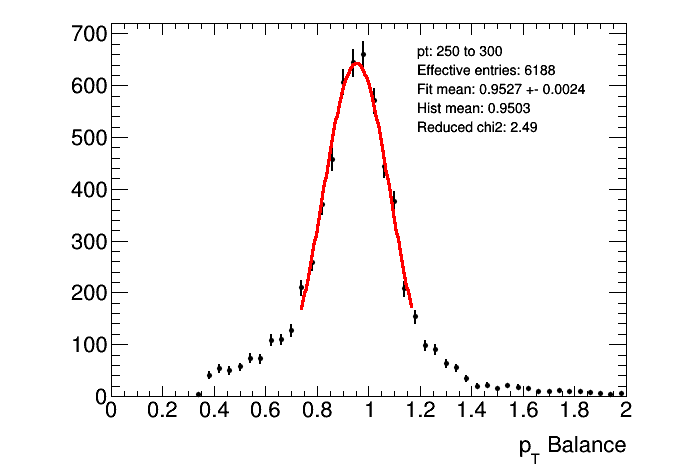 700
600
500
400
300
200
100
0
pt: 250 to 300
Effective entries: 6188
Fit mean: 0.9527 +- 0.0024
Hist mean: 0.9503
Reduced chi2: 2.49
0 0.2 0.4 0.6 0.8 1 1.2 1.4 1.6 1.8 2
p_T Balance